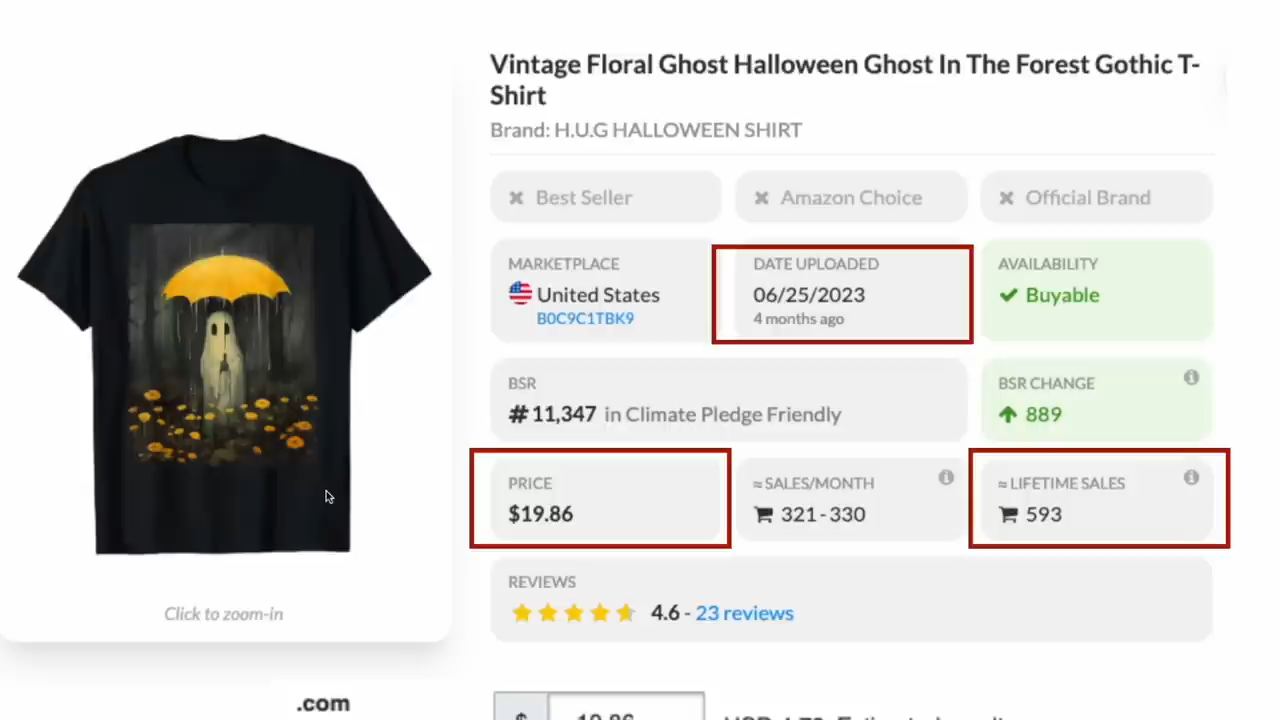 Vintage Floral Ghost Halloween Ghost In The Forest Gothic T-
Shirt
Brand: H.U.G HALLOWEEN SHIRT
Best Seller
Amazon Choice
Official Brand
MARKETPLACE
United States
B0C9C1TBK9
DATE UPLOADED
06/25/2023
4 months ago
AVAILABILITY
Buyable
BSR
#11,347 in Climate Pledge Friendly
BSR CHANGE
889
PRICE
$19.86
≈ SALES/MONTH
321-330
≈ LIFETIME SALES
593
REVIEWS
4.6 - 23 reviews
Click to zoom-in
.com
$ 19.86